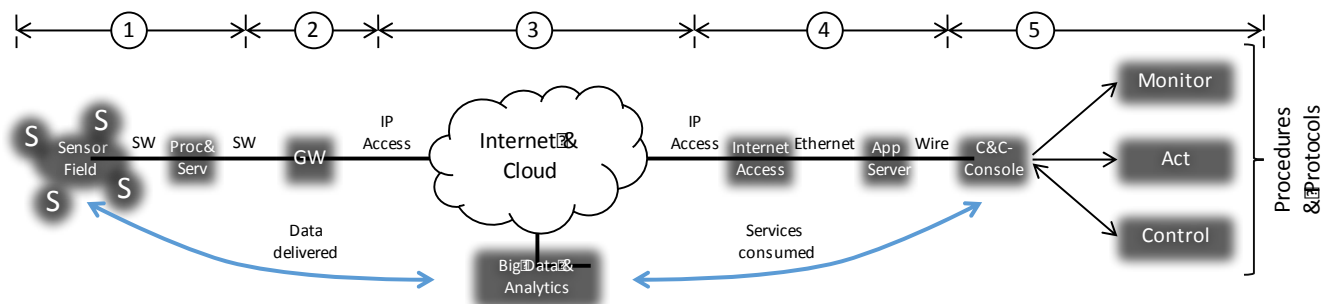 1
2
3
4
5
S
S
S
S
Sensor
Field
SW
Proc&
Serv
SW
GW
IP
Access
Internet &
Cloud
IP
Access
Internet
Access
Ethernet
App
Server
Wire
C&C-
Console
Monitor
Act
Control
Procedures
& Protocols
Data
delivered
Big Data &
Analytics
Services
consumed